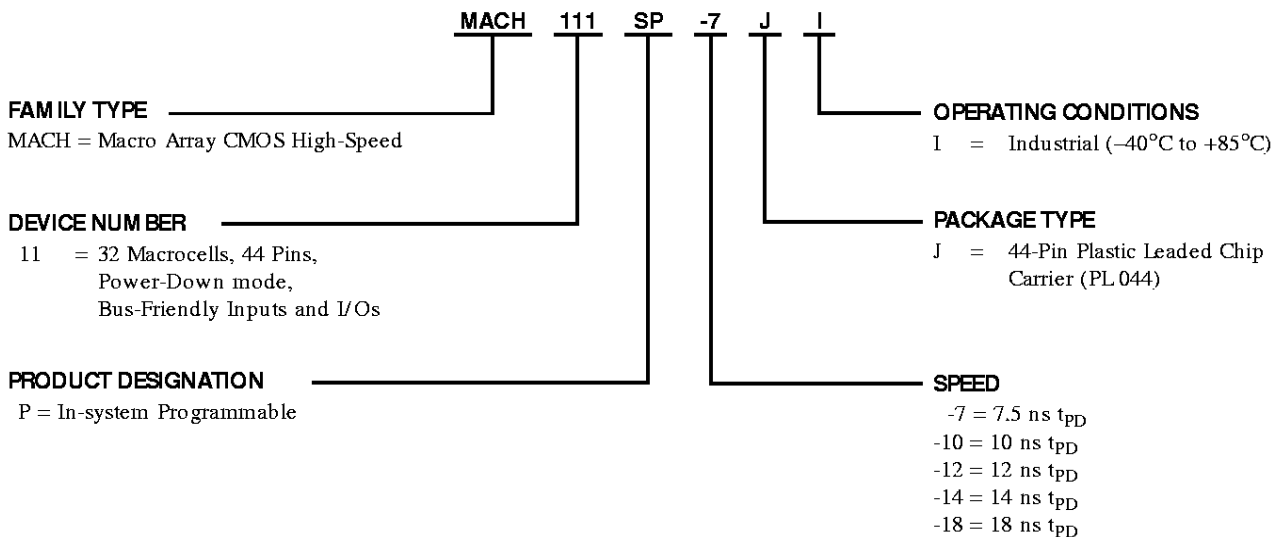 MACH 111 SP -7 J I
FAMILY TYPE
MACH = Macro Array CMOS High-Speed
DEVICE NUMBER
11 = 32 Macrocells, 44 Pins,
Power-Down mode,
Bus-Friendly Inputs and I/Os
PRODUCT DESIGNATION
P = In-system Programmable
OPERATING CONDITIONS
I = Industrial (–40°C to +85°C)
PACKAGE TYPE
J = 44-Pin Plastic Leaded Chip
Carrier (PL 044)
SPEED
-7 = 7.5 ns tPD
-10 = 10 ns tPD
-12 = 12 ns tPD
-14 = 14 ns tPD
-18 = 18 ns tPD